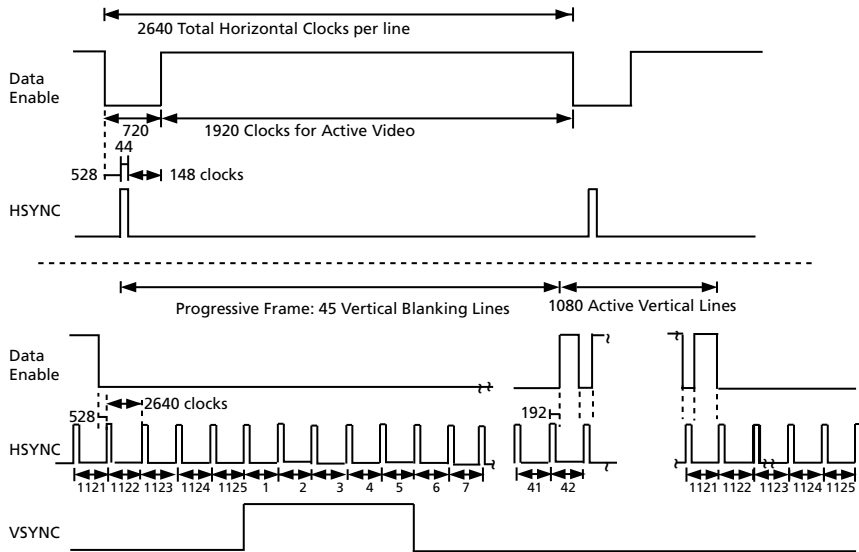 2640 Total Horizontal Clocks per line
Data
Enable
720
1920 Clocks for Active Video
44
528
148 clocks
HSYNC
Progressive Frame: 45 Vertical Blanking Lines
1080 Active Vertical Lines
Data
Enable
528
2640 clocks
192
HSYNC
1121 1122 1123 1124 1125 1 2 3 4 5 6 7 41 42 1121 1122 1123 1124 1125
VSYNC